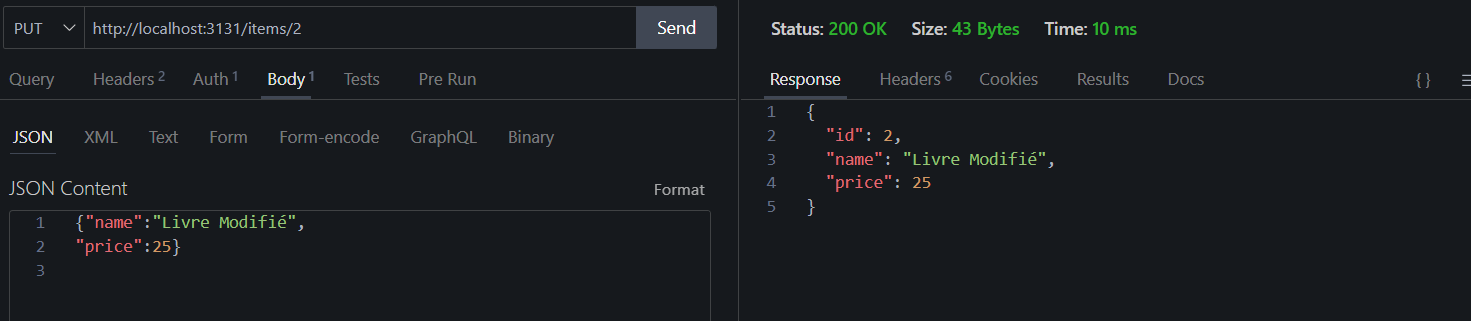 PUT http://localhost:3131/items/2 Send
Query Headers 2 Auth 1 Body 1 Tests Pre Run
JSON XML Text Form Form-encode GraphQL Binary
JSON Content Format
1 {"name":"Livre Modifié",
2 "price":25}
3
Status: 200 OK Size: 43 Bytes Time: 10 ms
Response Headers 6 Cookies Results Docs { }
1 {
2 "id": 2,
3 "name": "Livre Modifié",
4 "price": 25
5 }